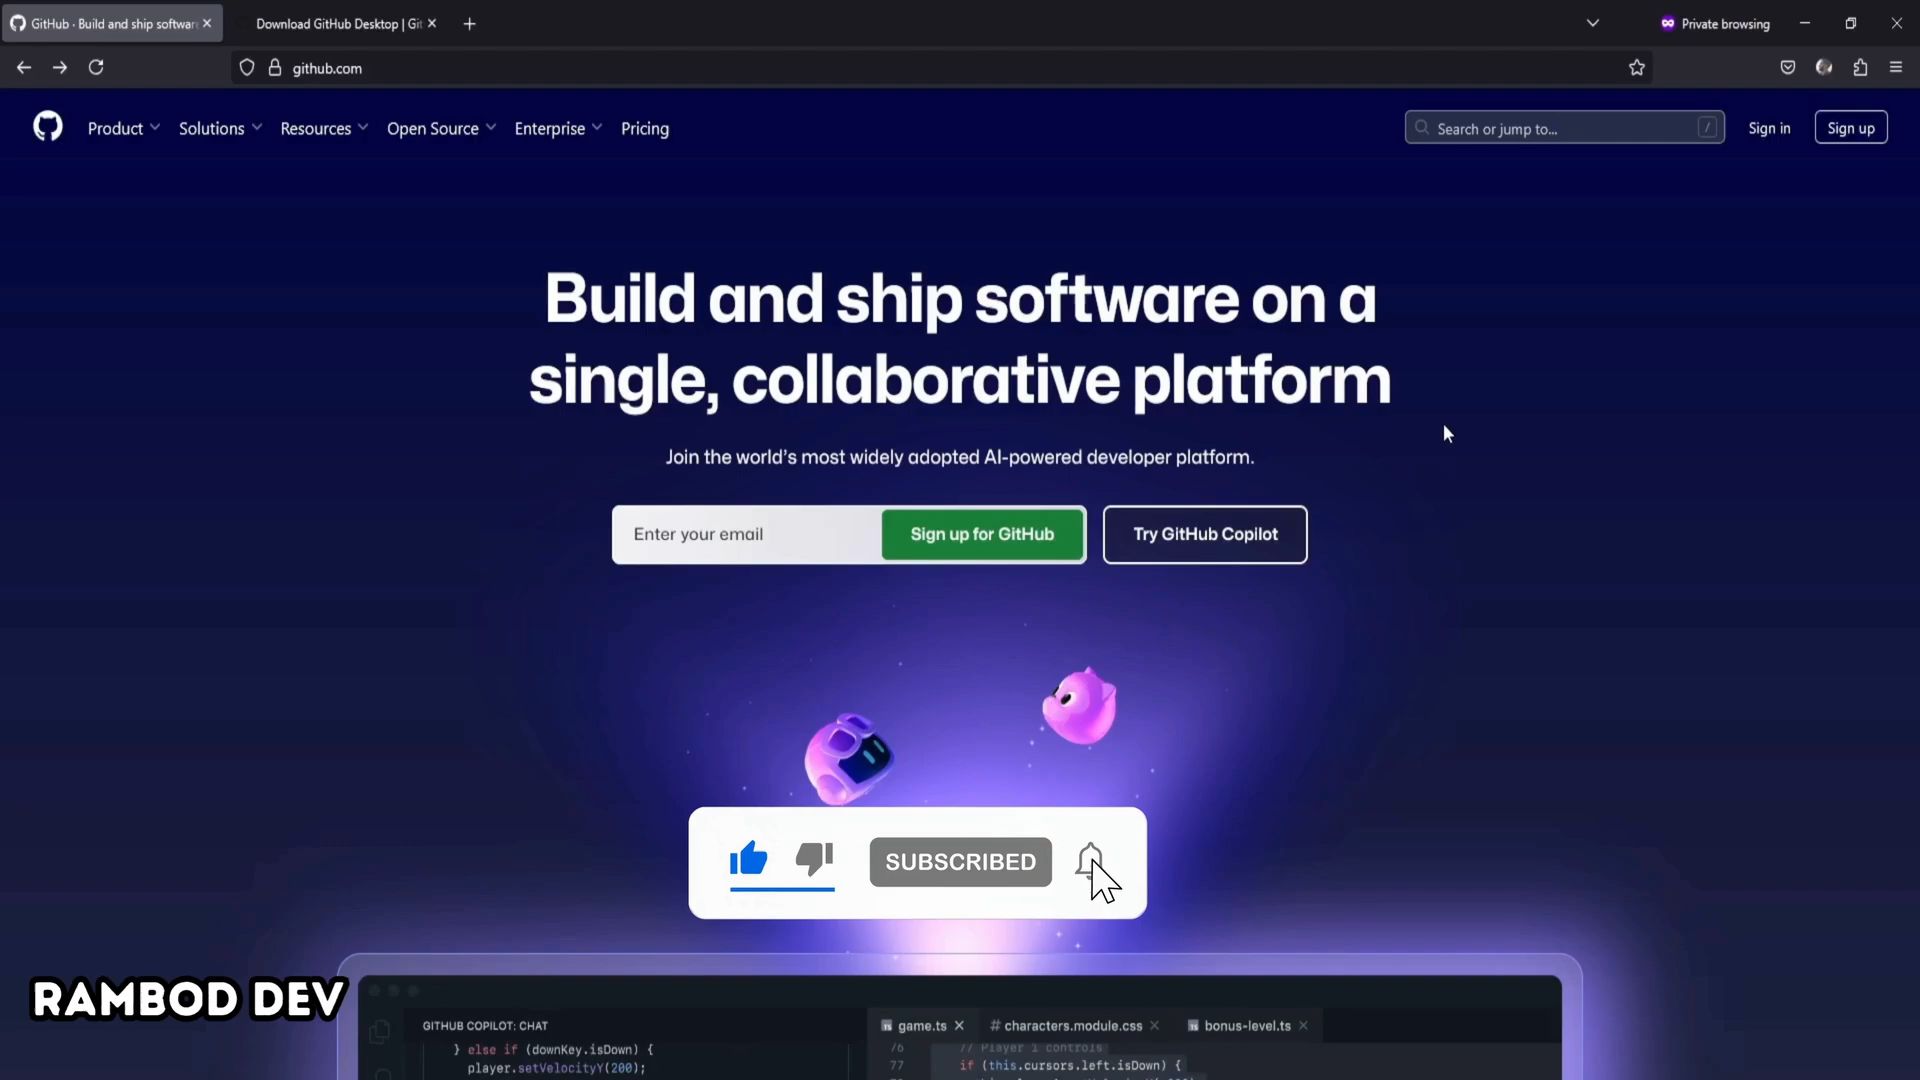 GitHub · Build and ship softwar
Download GitHub Desktop | Git
Private browsing
github.com
Product
Solutions
Resources
Open Source
Enterprise
Pricing
Search or jump to...
/
Sign in
Sign up
Build and ship software on a
single, collaborative platform
Join the world's most widely adopted AI-powered developer platform.
Enter your email
Sign up for GitHub
Try GitHub Copilot
SUBSCRIBED
RAMBOD DEV
GITHUB COPILOT: CHAT
game.ts
# characters.module.css
bonus-level.ts
} else if (downKey.isDown) {
player.setVelocityY(200);
76 // Player 1 controls
77 if (this.cursors.left.isDown) {